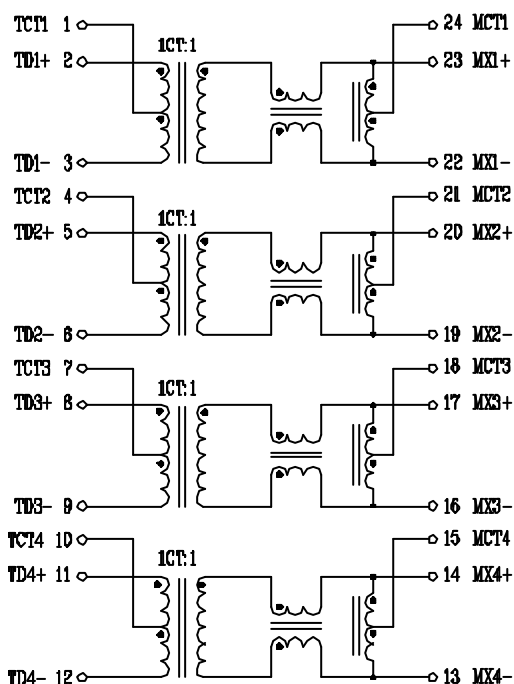 TCT1 1 24 MCT1
1CT:1
TD1+ 2 23 MX1+
TD1- 3 22 MX1-
TCT2 4 21 MCT2
1CT:1
TD2+ 5 20 MX2+
TD2- 6 19 MX2-
TCT3 7 18 MCT3
1CT:1
TD3+ 8 17 MX3+
TD3- 9 16 MX3-
TCT4 10 15 MCT4
1CT:1
TD4+ 11 14 MX4+
TD4- 12 13 MX4-